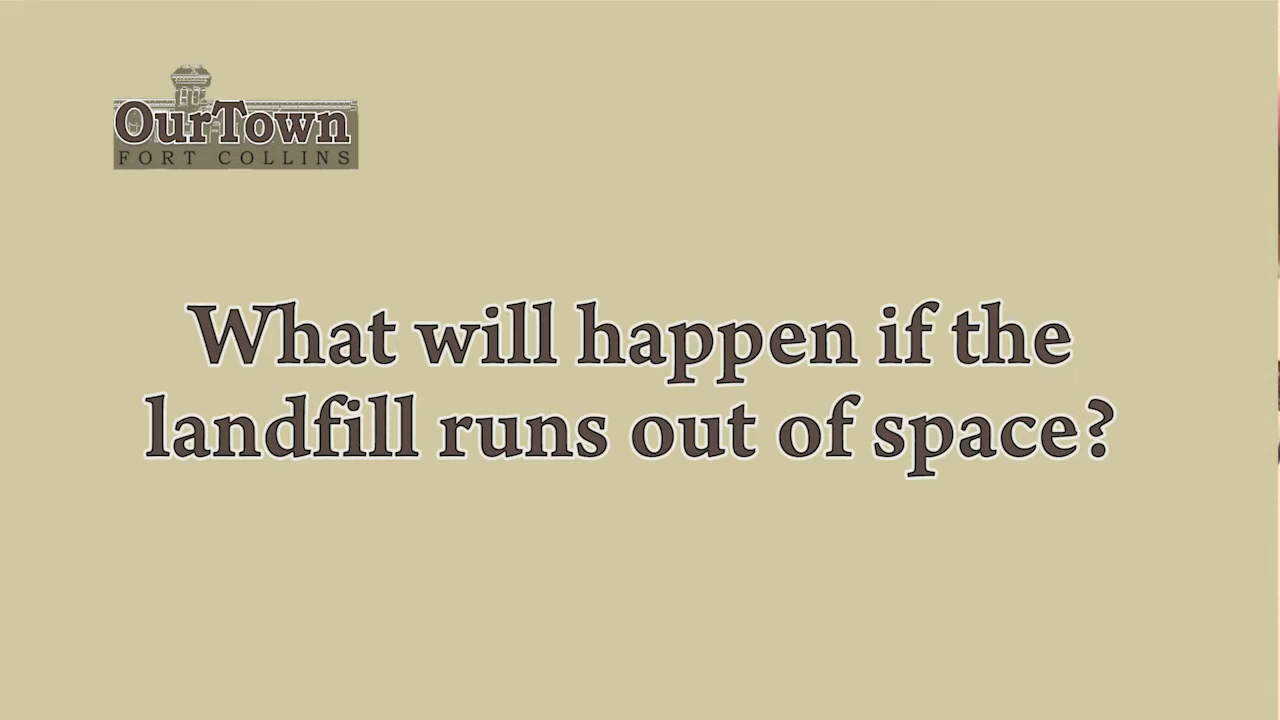 OurTown
FORT COLLINS
What will happen if the
landfill runs out of space?